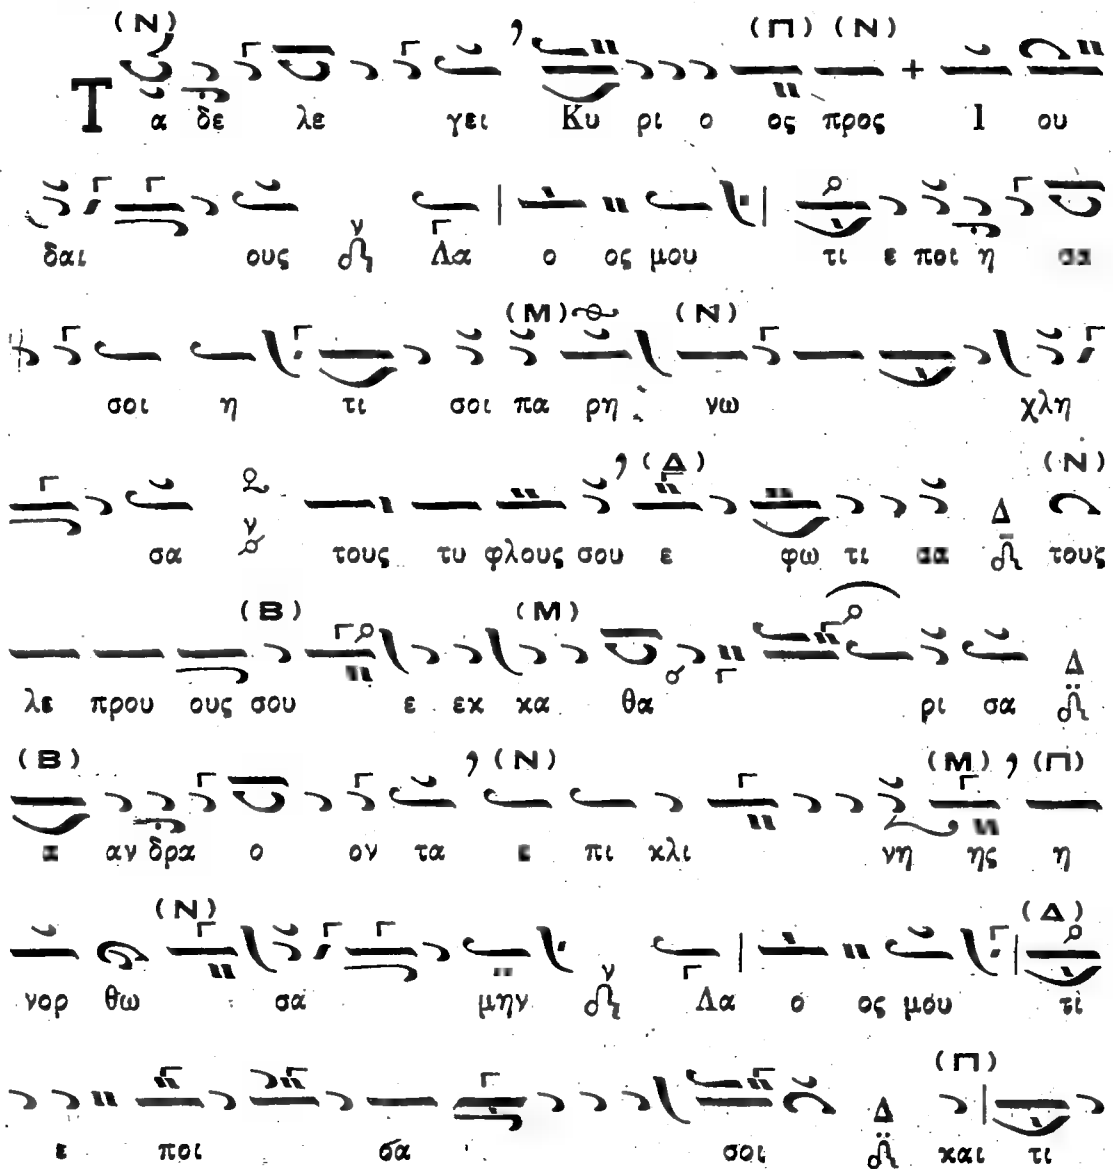 (Ν) (Π) (Ν)
Τα δε λε γει Κυ ρι ο ος προς + Ι ου
δαι ους ν Λα ο ος μου τι ε ποι η σα
(Μ) (Ν)
σοι η τι σοι πα ρη νω χλη
(Δ) (Ν)
σα ν τους τυ φλους σου ε φω τι σα Δ τους
(Β) (Μ)
λε πρου ους σου ε εκ κα θα ρι σα Δ
(Β) (Ν) (Μ) (Π)
α αν δρα ο ον τα ε πι κλι νη ης η
(Ν) (Δ)
νορ θω σα μην ν Λα ο ος μου τι
(Π)
ε ποι σα σοι Δ και τι